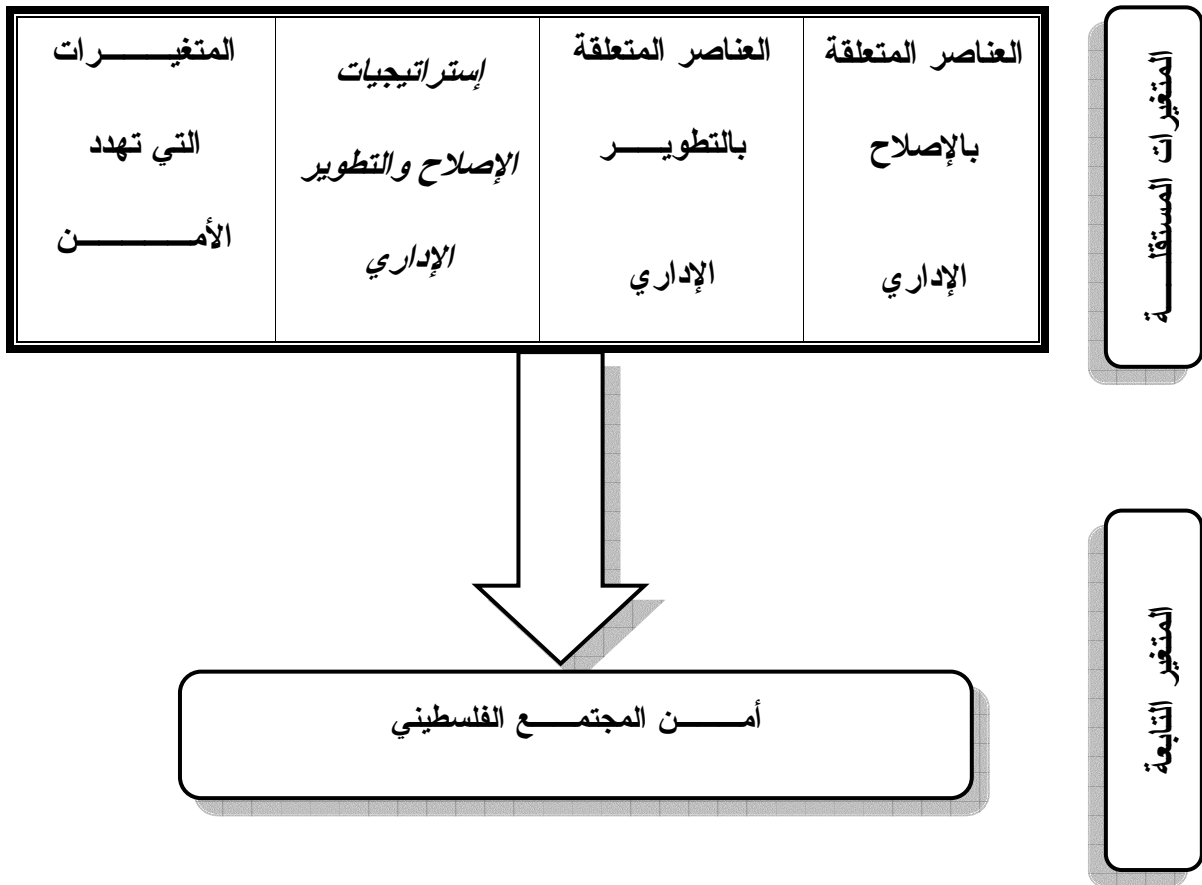 المتغيرات المستقلة
العناصر المتعلقة
بالإصلاح
الإداري
العناصر المتعلقة
بالتطوير
الإداري
إستراتيجيات
الإصلاح والتطوير
الإداري
المتغيرات
التي تهدد
الأمن
المتغير التابعة
أمن المجتمع الفلسطيني